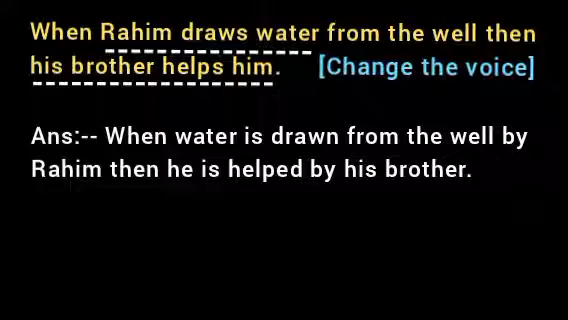 When Rahim draws water from the well then
his brother helps him. [Change the voice]
Ans:-- When water is drawn from the well by
Rahim then he is helped by his brother.